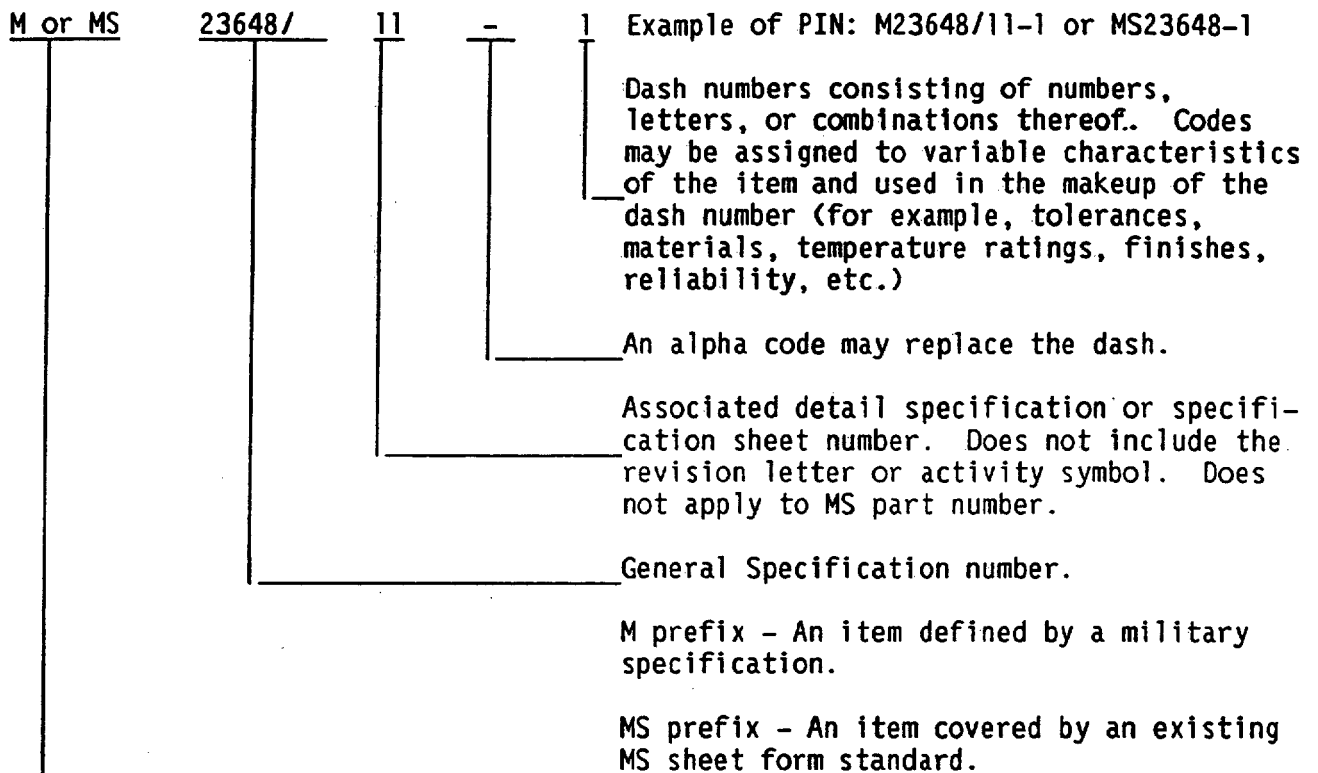 M or MS 23648/ 11 - 1 Example of PIN: M23648/11-1 or MS23648-1
Dash numbers consisting of numbers,
letters, or combinations thereof.. Codes
may be assigned to variable characteristics
of the item and used in the makeup of the
dash number (for example, tolerances,
materials, temperature ratings, finishes,
reliability, etc.)
An alpha code may replace the dash.
Associated detail specification or specifi-
cation sheet number. Does not include the
revision letter or activity symbol. Does
not apply to MS part number.
General Specification number.
M prefix - An item defined by a military
specification.
MS prefix - An item covered by an existing
MS sheet form standard.